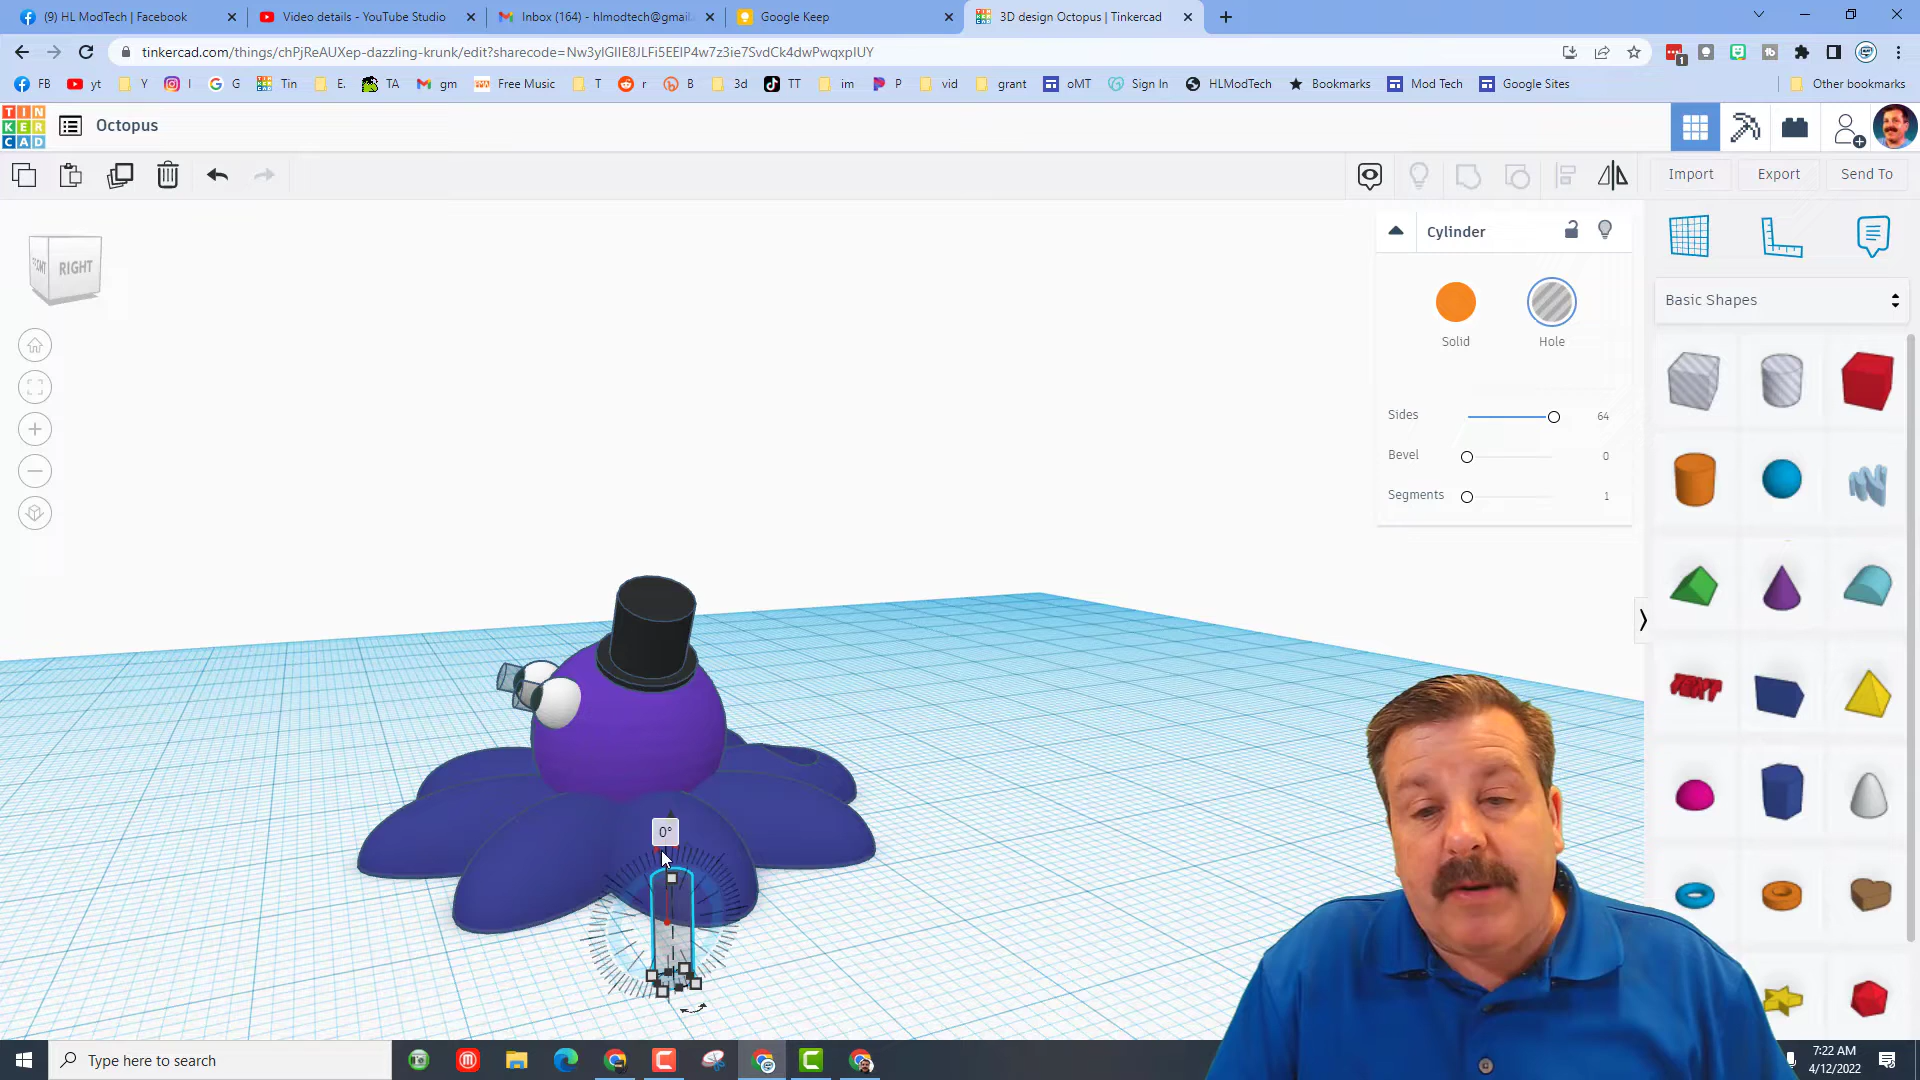 (9) HL ModTech | Facebook
Video details - YouTube Studio
Inbox (164) - hlmodtech@gmail.
Google Keep
3D design Octopus | Tinkercad
tinkercad.com/things/chPjReAUXep-dazzling-krunk/edit?sharecode=Nw3yIGIIE8JLFi5EEIP4w7z3ie7SvdCk4dwPwqxpIUY
1
FB
yt
Y
I
G
Tin
E.
TA
gm
Free Music
T
r
B
3d
TT
im
P
vid
grant
oMT
Sign In
HLModTech
Bookmarks
Mod Tech
Google Sites
Other bookmarks
TIN
KER
CAD
Octopus
Import
Export
Send To
RIGHT
Cylinder
Solid
Hole
Sides
64
Bevel
0
Segments
1
Basic Shapes
TEXT
0°
Type here to search
7:22 AM
4/12/2022